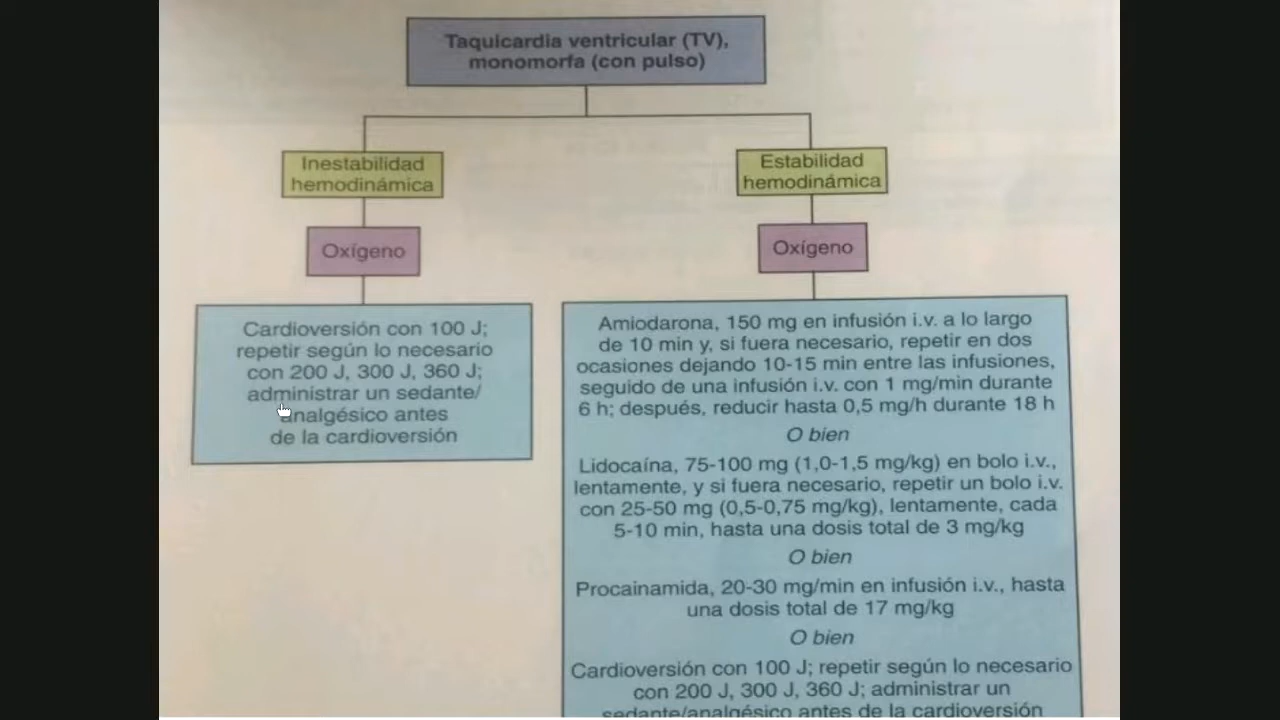 Taquicardia ventricular (TV),
monomorfa (con pulso)
Inestabilidad
hemodinámica
Oxígeno
Cardioversión con 100 J;
repetir según lo necesario
con 200 J, 300 J, 360 J;
administrar un sedante/
analgésico antes
de la cardioversión
Estabilidad
hemodinámica
Oxígeno
Amiodarona, 150 mg en infusión i.v. a lo largo
de 10 min y, si fuera necesario, repetir en dos
ocasiones dejando 10-15 min entre las infusiones,
seguido de una infusión i.v. con 1 mg/min durante
6 h; después, reducir hasta 0,5 mg/h durante 18 h
O bien
Lidocaína, 75-100 mg (1,0-1,5 mg/kg) en bolo i.v.,
lentamente, y si fuera necesario, repetir un bolo i.v.
con 25-50 mg (0,5-0,75 mg/kg), lentamente, cada
5-10 min, hasta una dosis total de 3 mg/kg
O bien
Procainamida, 20-30 mg/min en infusión i.v., hasta
una dosis total de 17 mg/kg
O bien
Cardioversión con 100 J; repetir según lo necesario
con 200 J, 300 J, 360 J; administrar un
sedante/analgésico antes de la cardioversión